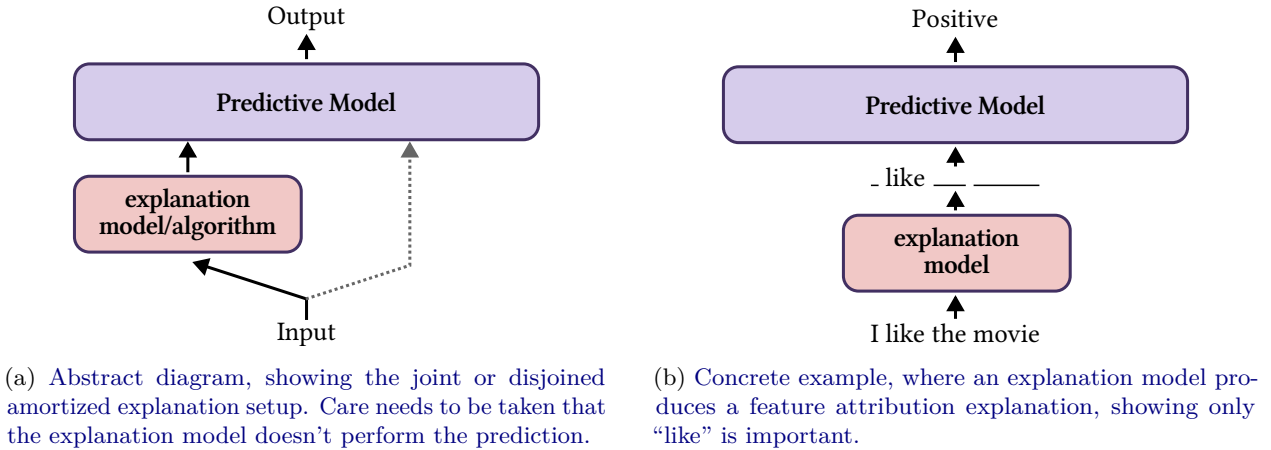 Output
Predictive Model
explanation
model/algorithm
Input
(a) Abstract diagram, showing the joint or disjoined
amortized explanation setup. Care needs to be taken that
the explanation model doesn't perform the prediction.
Positive
Predictive Model
_ like __ ____
explanation
model
I like the movie
(b) Concrete example, where an explanation model pro-
duces a feature attribution explanation, showing only
“like” is important.